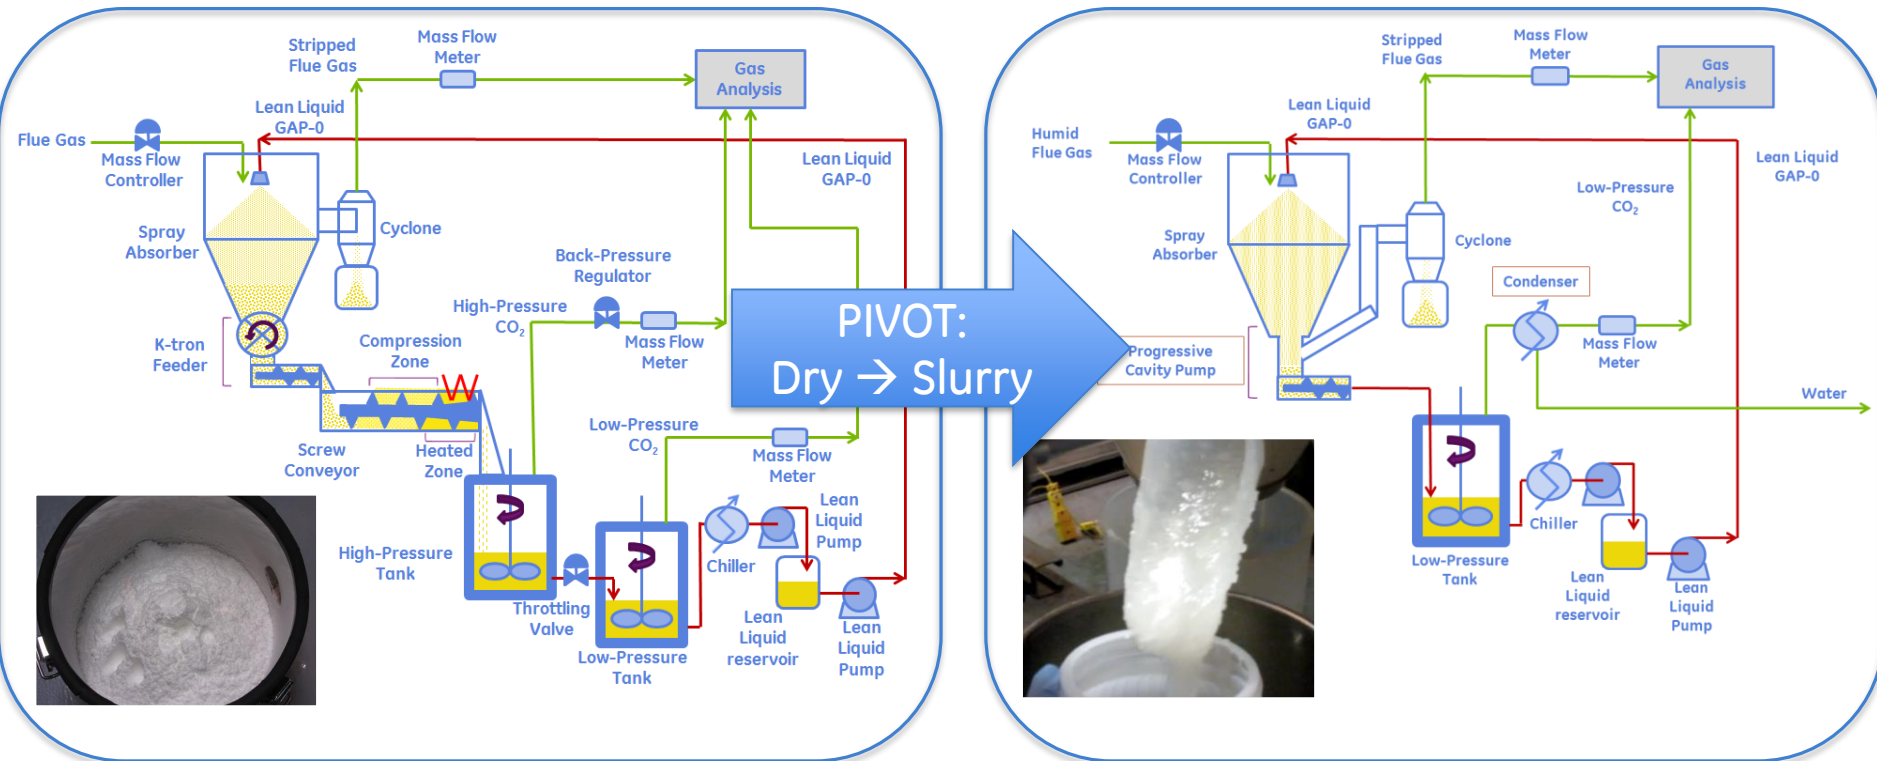 Stripped
Flue Gas
Mass Flow
Meter
Gas
Analysis
Lean Liquid
GAP-0
Flue Gas
Mass Flow
Controller
Lean Liquid
GAP-0
Spray
Absorber
Cyclone
Back-Pressure
Regulator
High-Pressure
CO2
Mass Flow
Meter
K-tron
Feeder
Compression
Zone
Low-Pressure
CO2
Mass Flow
Meter
Screw
Conveyor
Heated
Zone
High-Pressure
Tank
Throttling
Valve
Low-Pressure
Tank
Chiller
Lean
Liquid
Pump
Lean
Liquid
reservoir
Lean
Liquid
Pump
PIVOT:
Dry → Slurry
Stripped
Flue Gas
Mass Flow
Meter
Gas
Analysis
Lean Liquid
GAP-0
Humid
Flue Gas
Mass Flow
Controller
Lean Liquid
GAP-0
Low-Pressure
CO2
Spray
Absorber
Cyclone
Condenser
Mass Flow
Meter
Progressive
Cavity Pump
Water
Chiller
Low-Pressure
Tank
Lean
Liquid
reservoir
Lean
Liquid
Pump